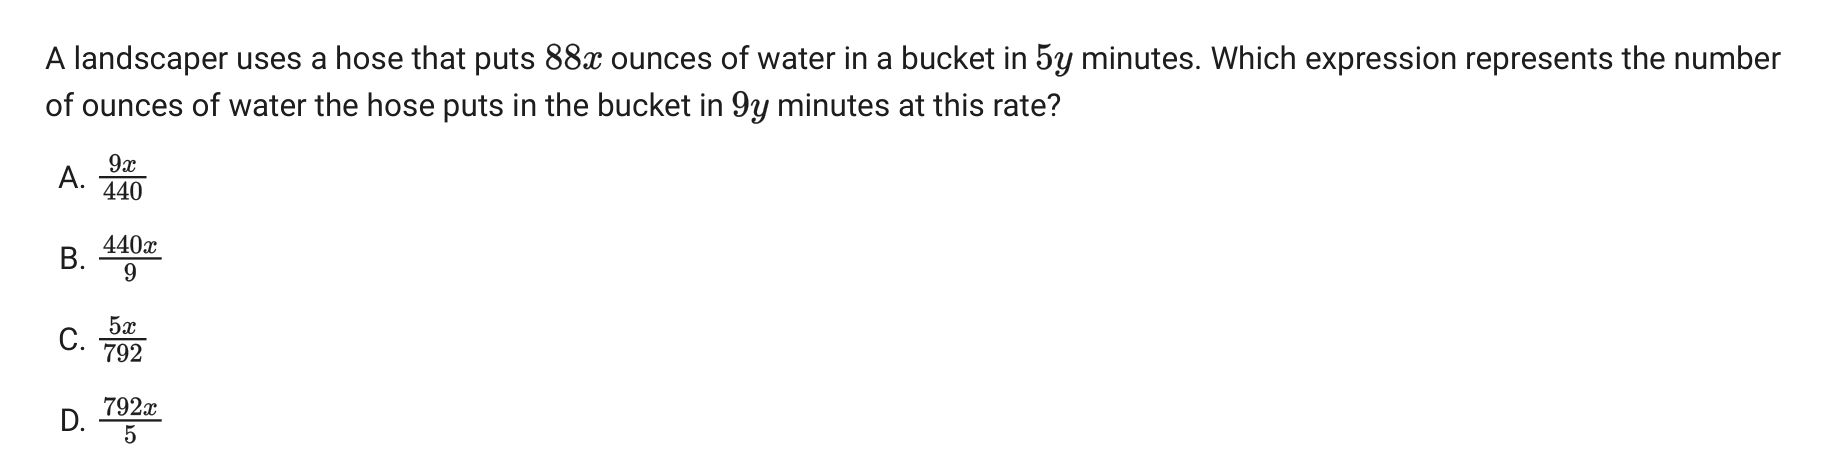 A landscaper uses a hose that puts 88x ounces of water in a bucket in 5y minutes. Which expression represents the number
of ounces of water the hose puts in the bucket in 9y minutes at this rate?
A. \frac{9x}{440}
B. \frac{440x}{9}
C. \frac{5x}{792}
D. \frac{792x}{5}